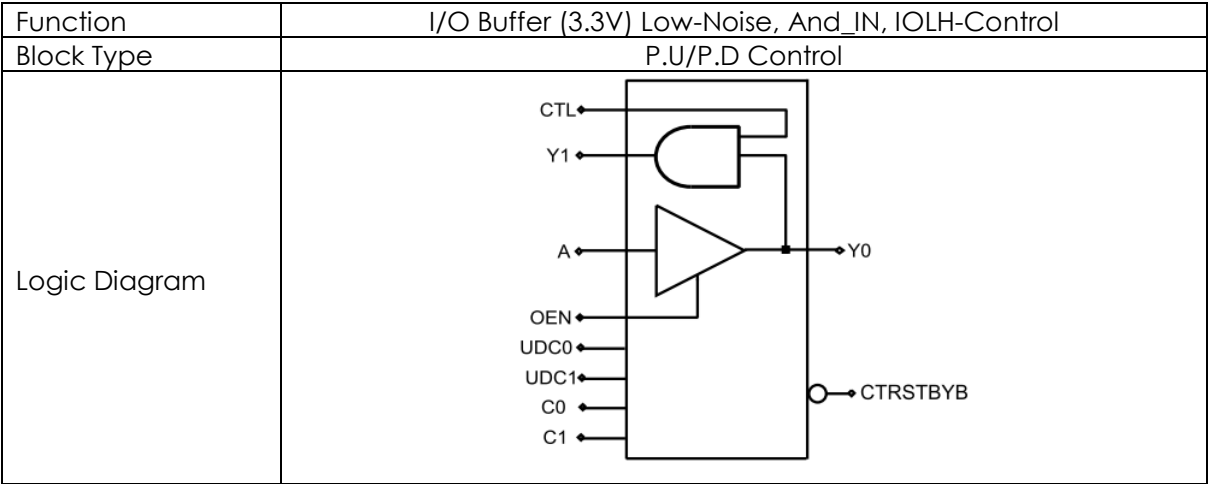 Function
I/O Buffer (3.3V) Low-Noise, And_IN, IOLH-Control
Block Type
P.U/P.D Control
Logic Diagram
CTL
Y1
A
Y0
OEN
UDC0
UDC1
C0
C1
CTRSTBYB